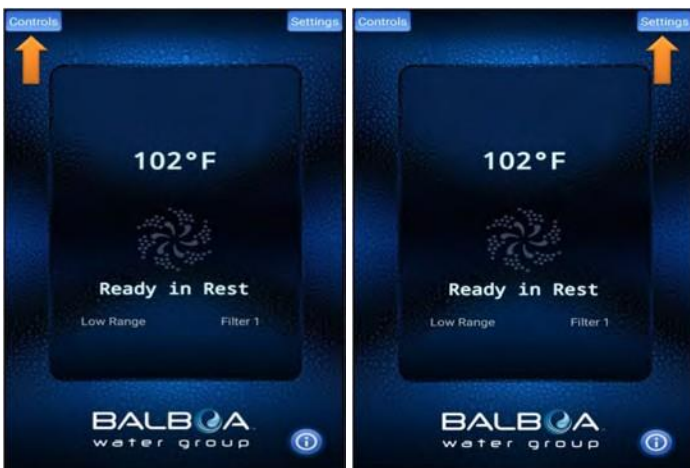 Controls Settings
102°F
Ready in Rest
Low Range Filter 1
BALBOA
water group
Controls Settings
102°F
Ready in Rest
Low Range Filter 1
BALBOA
water group